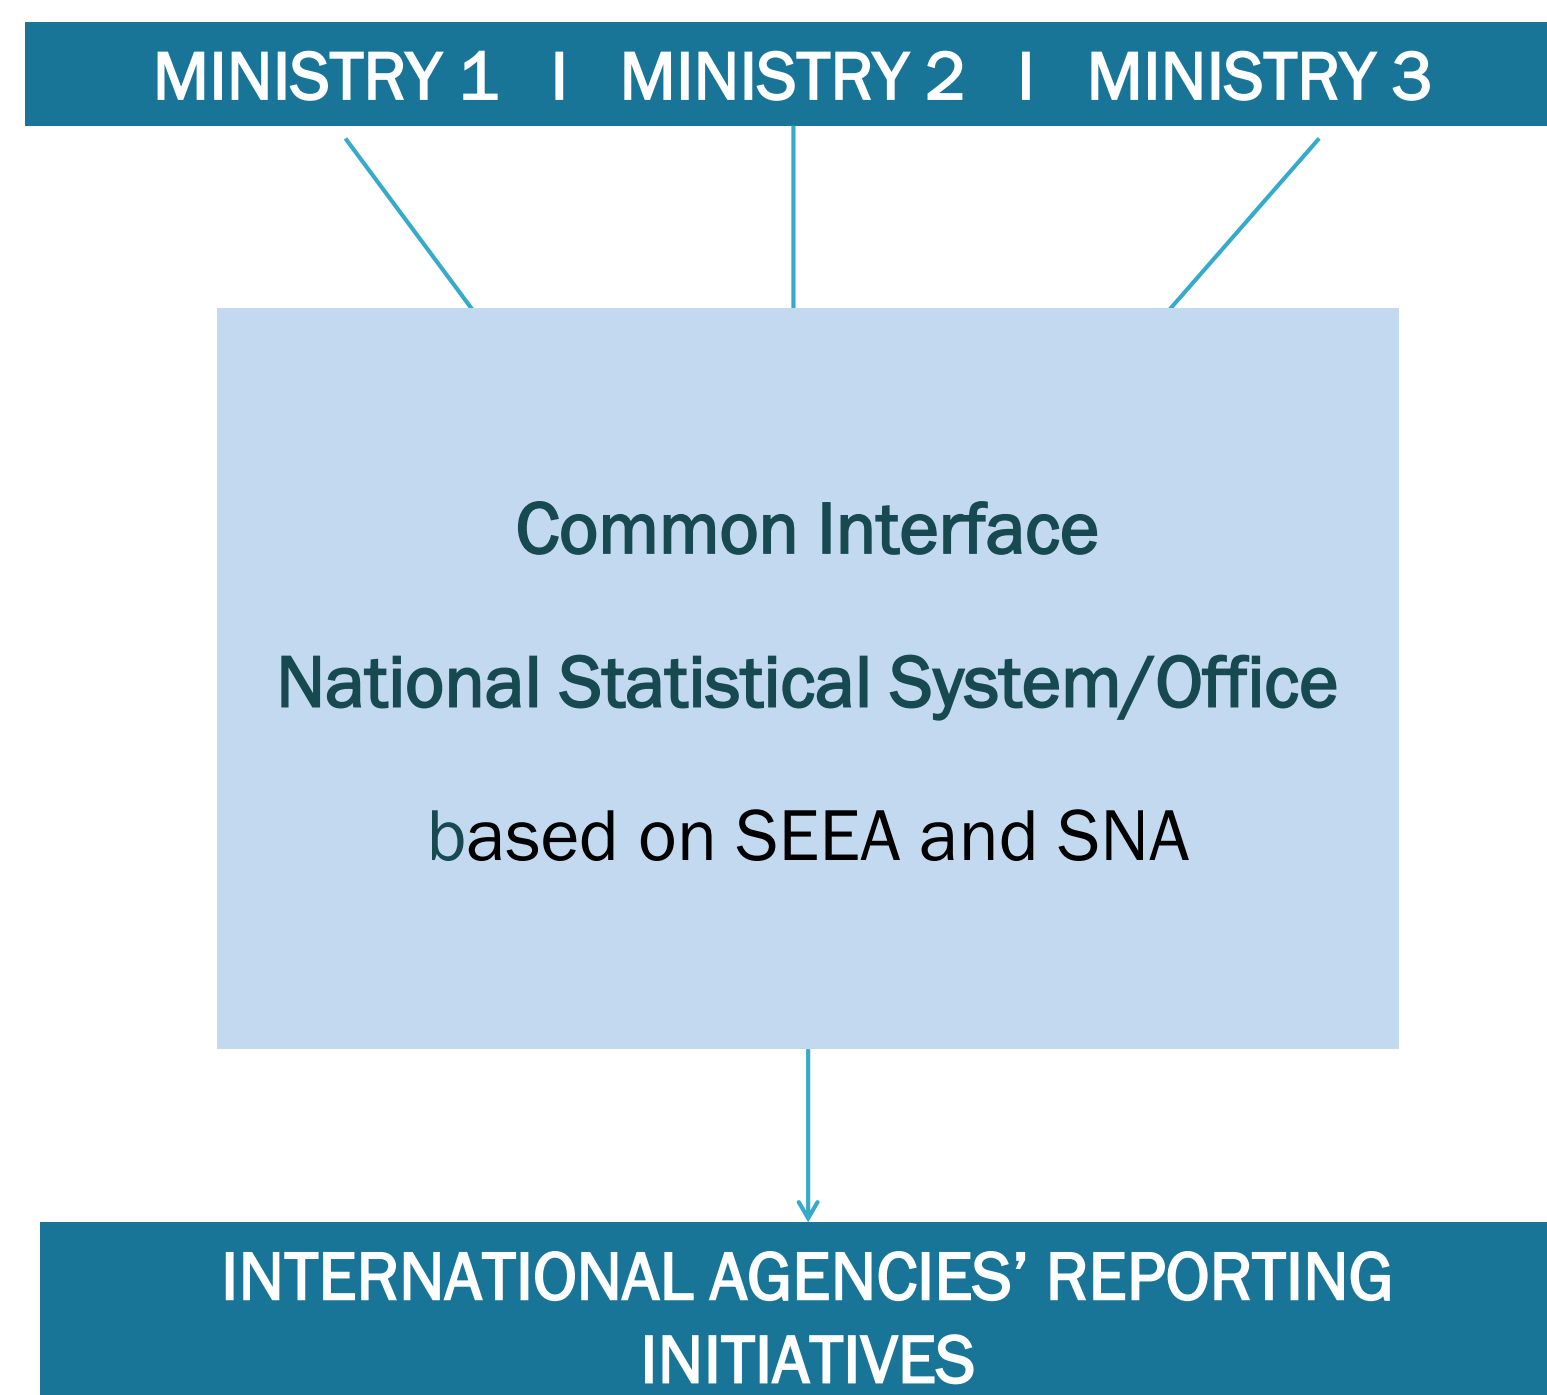 MINISTRY 1 I MINISTRY 2 I MINISTRY 3
Common Interface
National Statistical System/Office
based on SEEA and SNA
INTERNATIONAL AGENCIES’ REPORTING
INITIATIVES